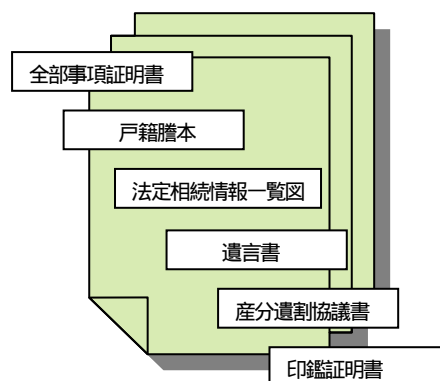 全部事項証明書
戸籍謄本
法定相続情報一覧図
遺言書
産分遺割協議書
印鑑証明書